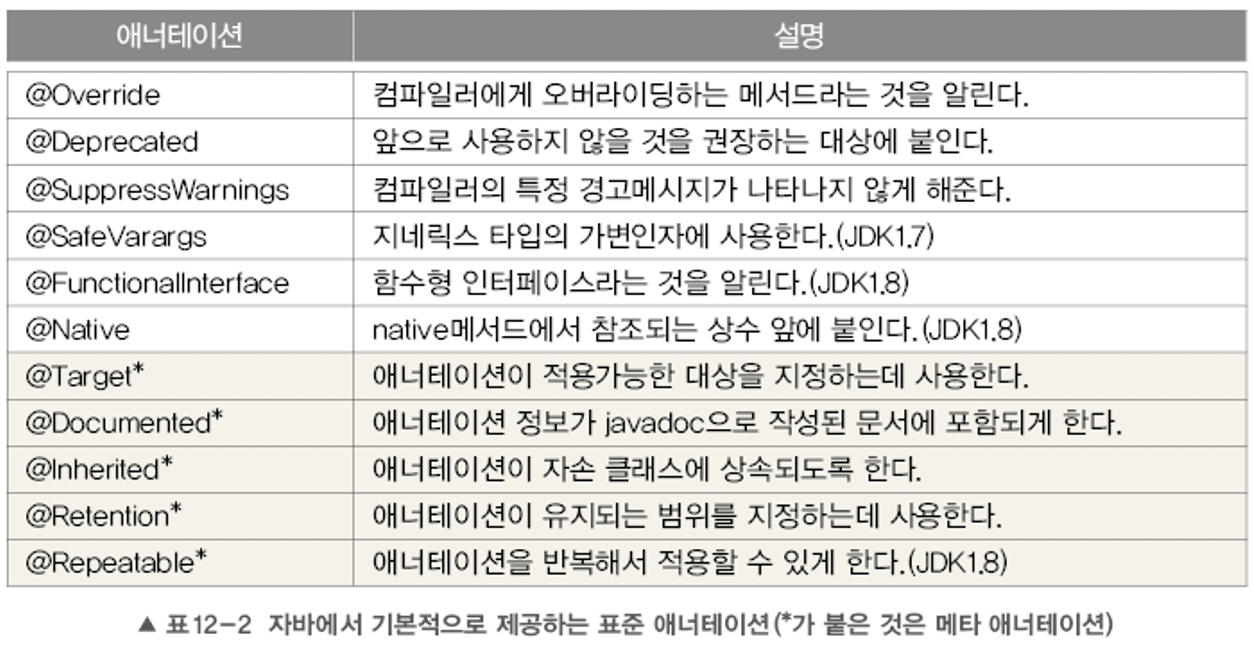 애너테이션 설명
@Override 컴파일러에게 오버라이딩하는 메서드라는 것을 알린다.
@Deprecated 앞으로 사용하지 않을 것을 권장하는 대상에 붙인다.
@SuppressWarnings 컴파일러의 특정 경고메시지가 나타나지 않게 해준다.
@SafeVarargs 지네릭스 타입의 가변인자에 사용한다.(JDK1.7)
@FunctionalInterface 함수형 인터페이스라는 것을 알린다.(JDK1.8)
@Native native메서드에서 참조되는 상수 앞에 붙인다.(JDK1.8)
@Target* 애너테이션이 적용가능한 대상을 지정하는데 사용한다.
@Documented* 애너테이션 정보가 javadoc으로 작성된 문서에 포함되게 한다.
@Inherited* 애너테이션이 자손 클래스에 상속되도록 한다.
@Retention* 애너테이션이 유지되는 범위를 지정하는데 사용한다.
@Repeatable* 애너테이션을 반복해서 적용할 수 있게 한다.(JDK1.8)
▲ 표12-2 자바에서 기본적으로 제공하는 표준 애너테이션(*가 붙은 것은 메타 애너테이션)